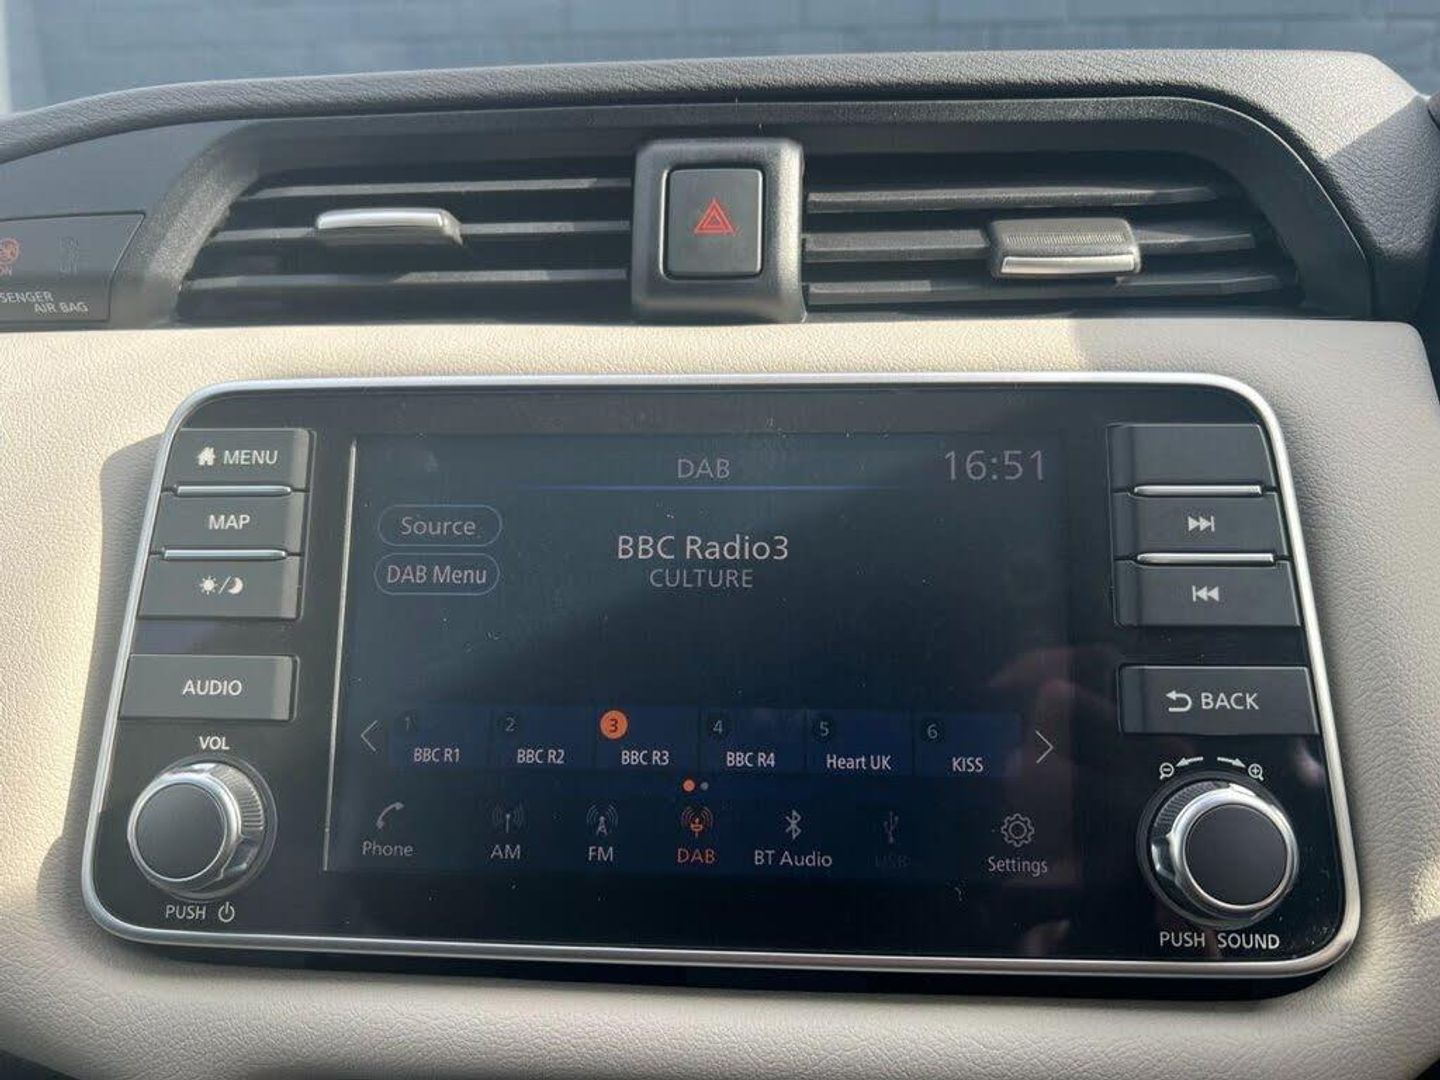 ON
SENGER
AIR BAG
MENU
MAP
AUDIO
VOL
PUSH
DAB
16:51
Source
DAB Menu
BBC Radio3
CULTURE
1 2 3 4 5 6
BBC R1 BBC R2 BBC R3 BBC R4 Heart UK KISS
Phone AM FM DAB BT Audio USB Settings
BACK
PUSH SOUND